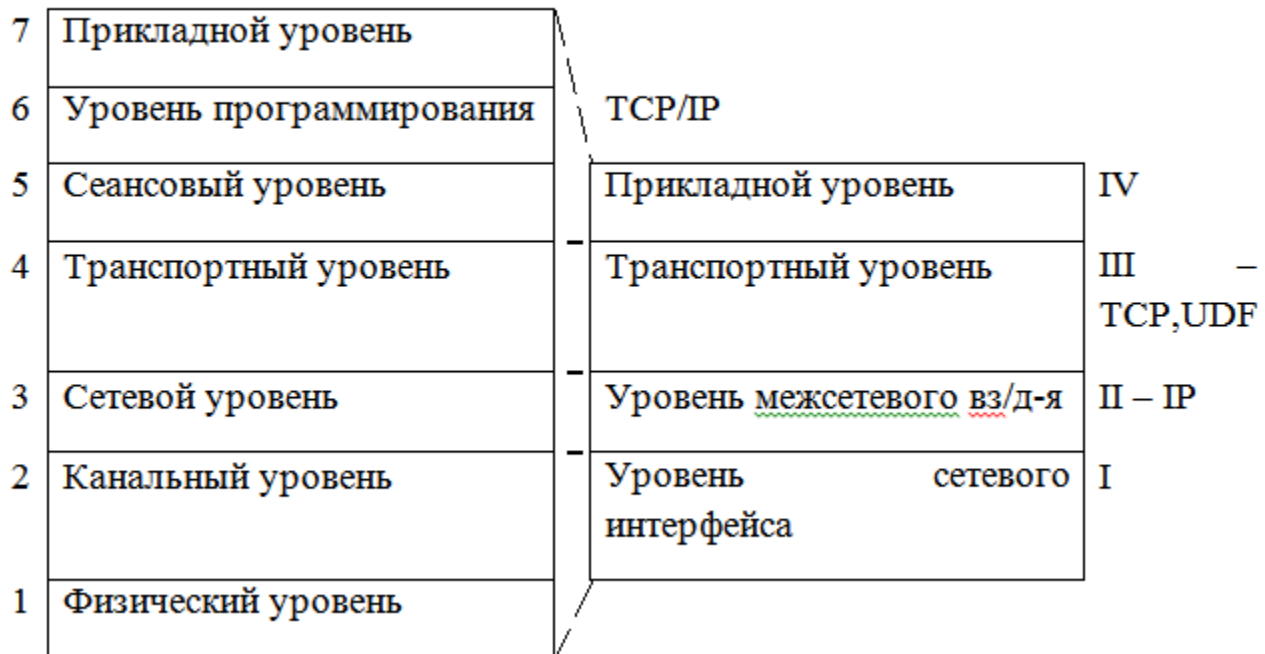 7 Прикладной уровень
6 Уровень программирования TCP/IP
5 Сеансовый уровень Прикладной уровень IV
4 Транспортный уровень Транспортный уровень III –
TCP,UDF
3 Сетевой уровень Уровень межсетевого вз/д-я II – IP
2 Канальный уровень Уровень сетевого I
интерфейса
1 Физический уровень